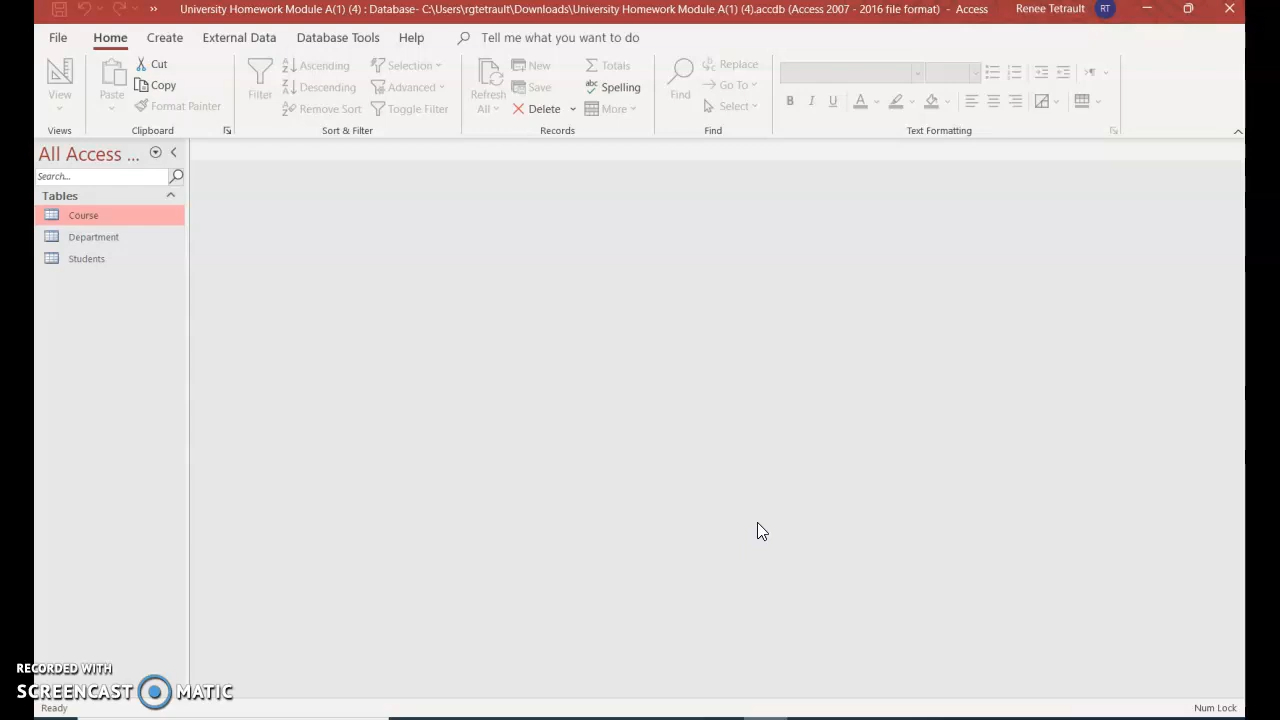 University Homework Module A(1) (4) : Database- C:\Users\rgtetrault\Downloads\University Homework Module A(1) (4).accdb (Access 2007 - 2016 file format) - Access
Renee Tetrault RT
File Home Create External Data Database Tools Help Tell me what you want to do
View
Views
Paste
Cut
Copy
Format Painter
Clipboard
Filter
Ascending
Descending
Remove Sort
Selection
Advanced
Toggle Filter
Sort & Filter
Refresh
All
New
Save
Delete
Totals
Spelling
More
Records
Find
Replace
Go To
Select
Find
B I U A
Text Formatting
All Access ...
Search...
Tables
Course
Department
Students
RECORDED WITH
SCREENCAST MATIC
Ready
Num Lock